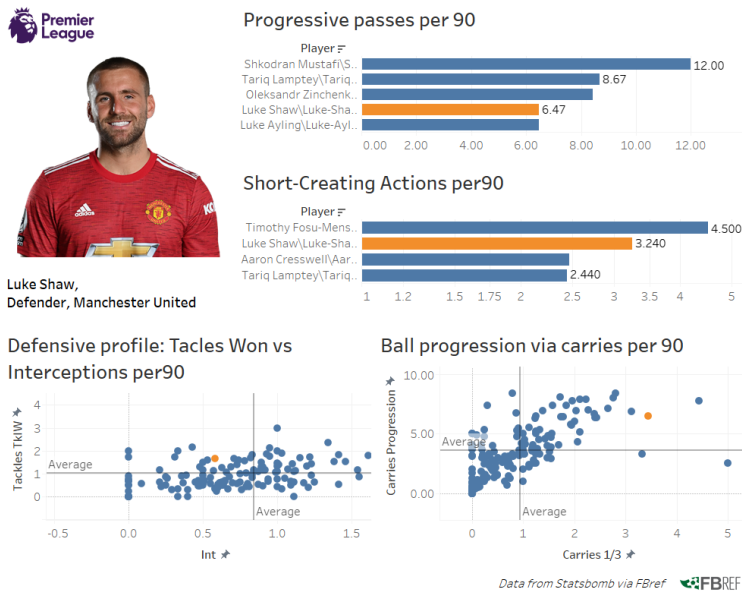 Premier
League
Progressive passes per 90
Player
Shkodran Mustafi\S..
12.00
Tariq Lamptey\Tariq..
8.67
Oleksandr Zinchenk..
Luke Shaw\Luke-Sha..
6.47
Luke Ayling\Luke-Ayl..
0.00 2.00 4.00 6.00 8.00 10.00 12.00
Short-Creating Actions per90
Player
Timothy Fosu-Mens..
4.500
Luke Shaw\Luke-Sha..
3.240
Aaron Cresswell\Aar..
Tariq Lamptey\Tariq..
2.440
1 1.2 1.5 1.75 2 2.5 3 3.5 4 5
adidas
Luke Shaw,
Defender, Manchester United
Defensive profile: Tacles Won vs
Interceptions per90
Tackles TklW
4
3
2
1
0
Average
Average
-0.5 0.0 0.5 1.0 1.5
Int
Ball progression via carries per 90
Carries Progression
10.00
5.00
0.00
Average
Average
0 1 2 3 4 5
Carries 1/3
Data from Statsbomb via FBref
FBREF